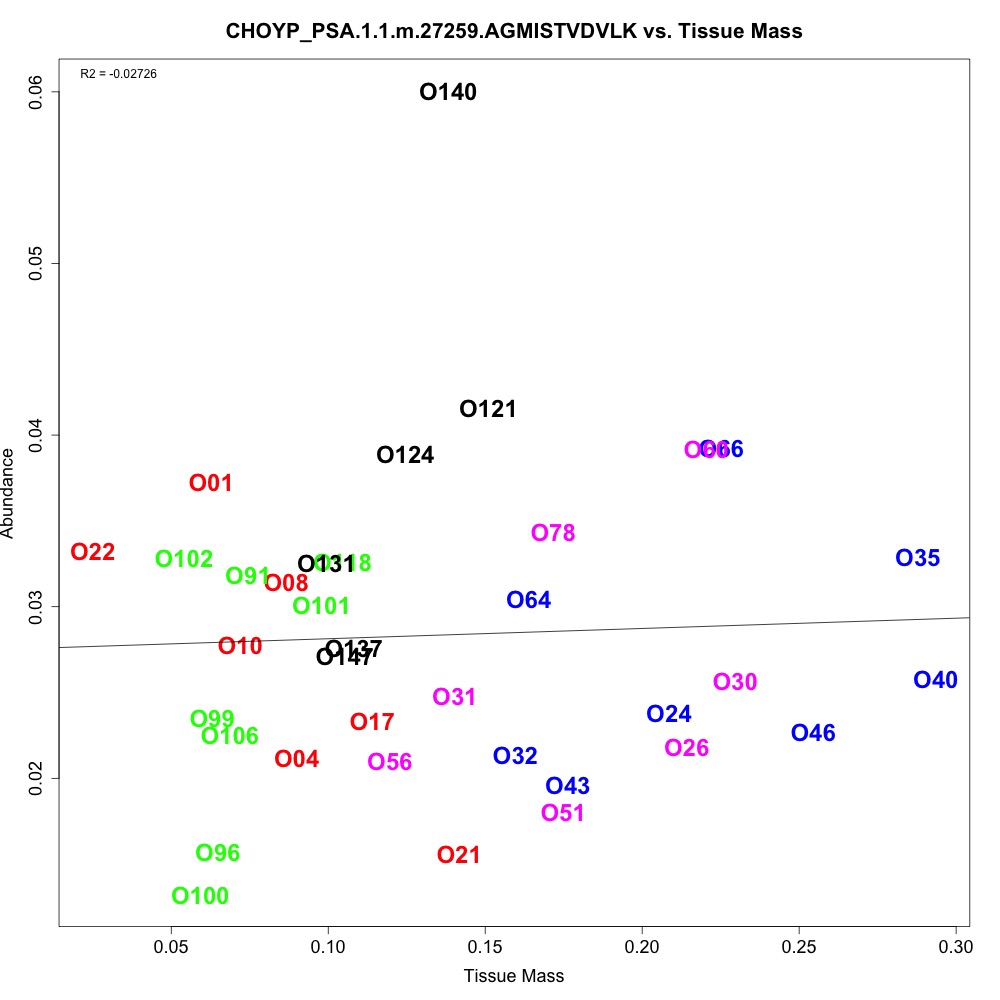 CHOYP_PSA.1.1.m.27259.AGMISTVDVLK vs. Tissue Mass
R2 = -0.02726
0.06
O140
0.05
O121
0.04
O124
O66
O01
O78
O22
O102
O131
O91
O08
O35
O64
O101
0.03
O10
O137
O147
O31
O30
O40
O99
O106
O17
O24
O46
O04
O56
O32
O26
0.02
O43
O51
O96
O21
O100
0.05 0.10 0.15 0.20 0.25 0.30
Tissue Mass
Abundance